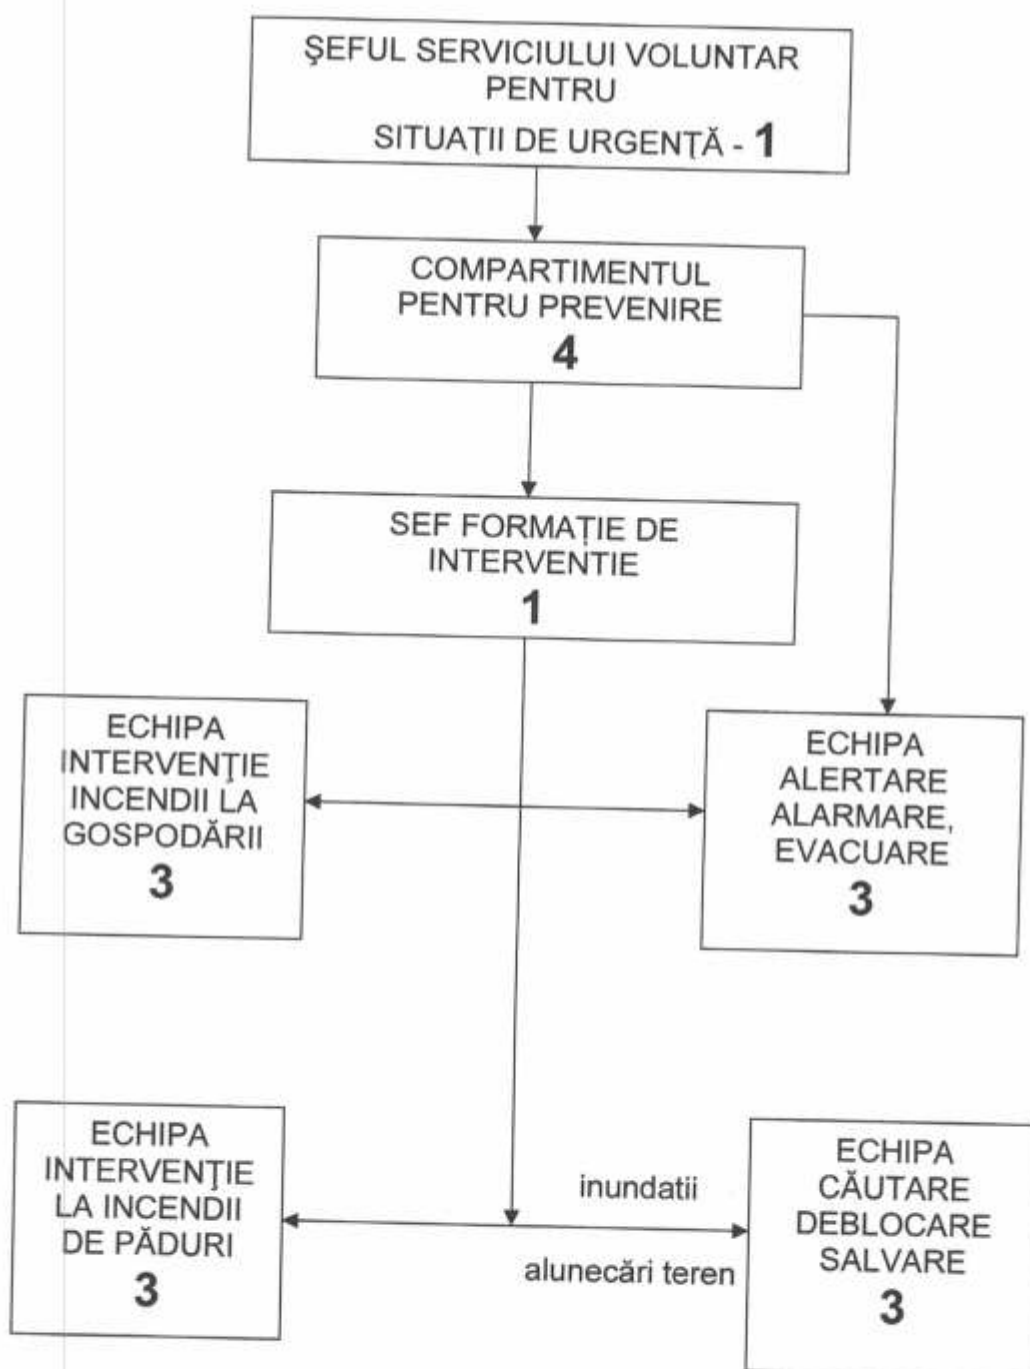 ŞEFUL SERVICIULUI VOLUNTAR
PENTRU
SITUAŢII DE URGENŢĂ - 1
COMPARTIMENTUL
PENTRU PREVENIRE
4
SEF FORMAȚIE DE
INTERVENTIE
1
ECHIPA
INTERVENŢIE
INCENDII LA
GOSPODĂRII
3
ECHIPA
ALERTARE
ALARMARE,
EVACUARE
3
ECHIPA
INTERVENŢIE
LA INCENDII
DE PĂDURI
3
inundatii
alunecări teren
ECHIPA
CĂUTARE
DEBLOCARE
SALVARE
3